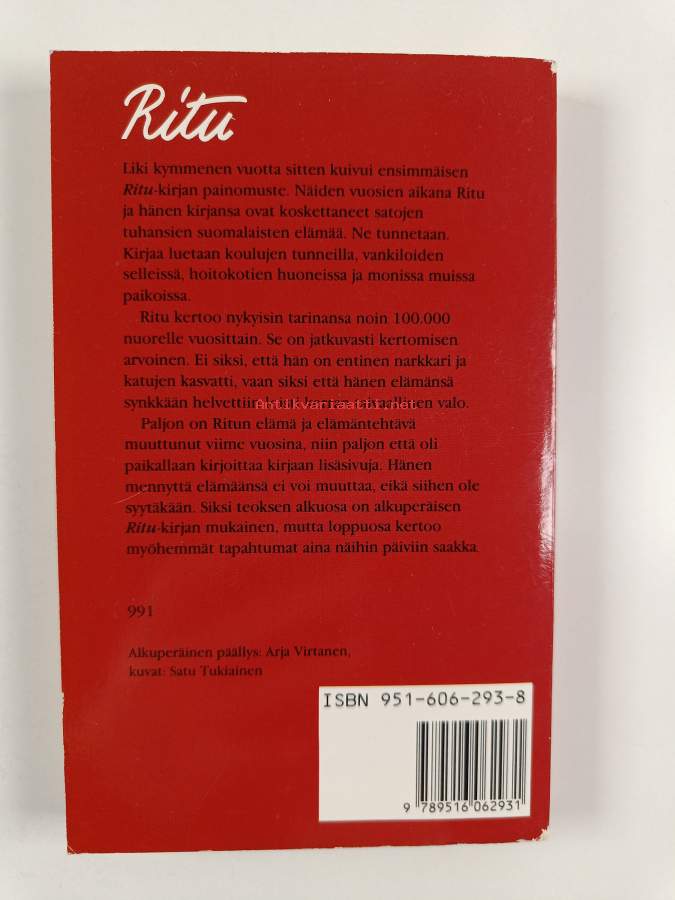 Ritu
Liki kymmenen vuotta sitten kuivui ensimmäisen
Ritu-kirjan painomuste. Näiden vuosien aikana Ritu
ja hänen kirjansa ovat koskettaneet satojen
tuhansien suomalaisten elämää. Ne tunnetaan.
Kirjaa luetaan koulujen tunneilla, vankiloiden
selleissä, hoitokotien huoneissa ja monissa muissa
paikoissa.
Ritu kertoo nykyisin tarinansa noin 100.000
nuorelle vuosittain. Se on jatkuvasti kertomisen
arvoinen. Ei siksi, että hän on entinen narkkari ja
katujen kasvatti, vaan siksi että hänen elämänsä
synkkään helvettiin loisti kerran taivaallinen valo.
Antikvariaatti.net
Paljon on Ritun elämä ja elämäntehtävä
muuttunut viime vuosina, niin paljon että oli
paikallaan kirjoittaa kirjaan lisäsivuja. Hänen
mennyttä elämäänsä ei voi muuttaa, eikä siihen ole
syytäkään. Siksi teoksen alkuosa on alkuperäisen
Ritu-kirjan mukainen, mutta loppuosa kertoo
myöhemmät tapahtumat aina näihin päiviin saakka.
991
Alkuperäinen päällys: Arja Virtanen,
kuvat: Satu Tukiainen
ISBN 951-606-293-8
9 789516 062931